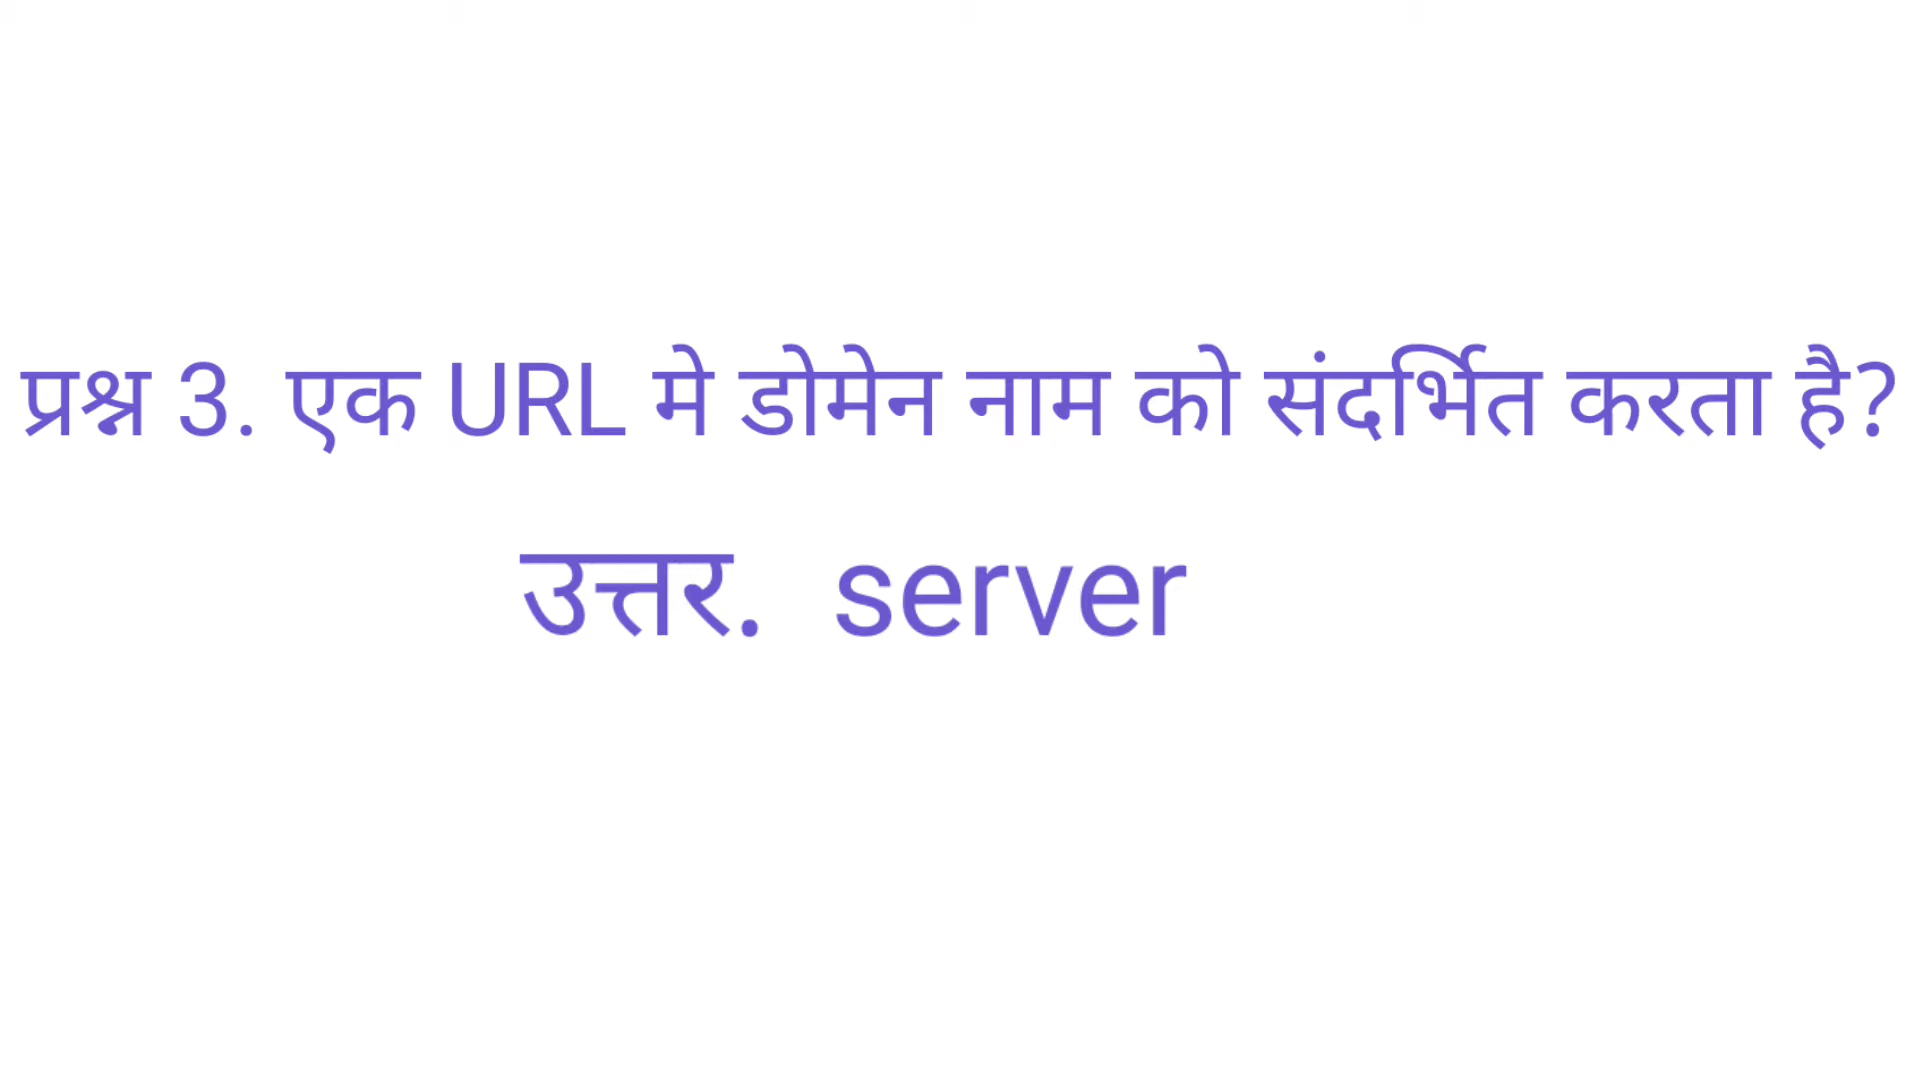 प्रश्न 3. एक URL मे डोमेन नाम को संदर्भित करता है?
उत्तर. server